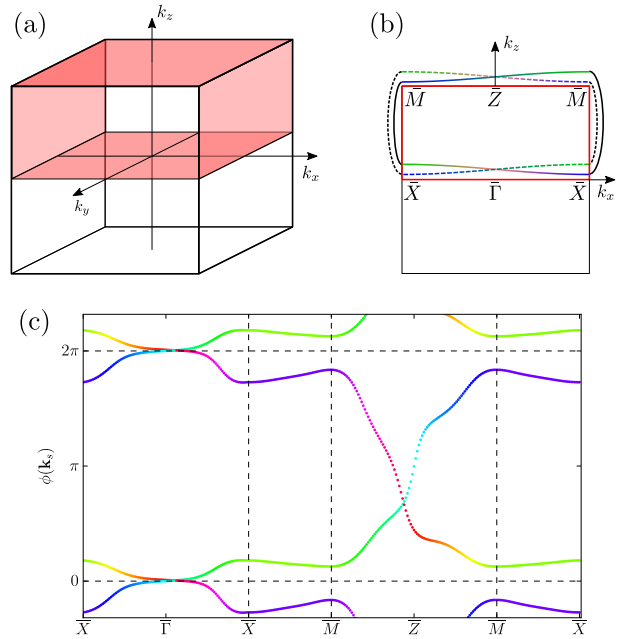 (a)
k_z
k_x
k_y
(b)
k_z
M̄ Z̄ M̄
X̄ Γ̄ X̄
k_x
(c)
2π
π
0
ϕ(k_s)
X̄ Γ̄ X̄ M̄ Z̄ M̄ X̄